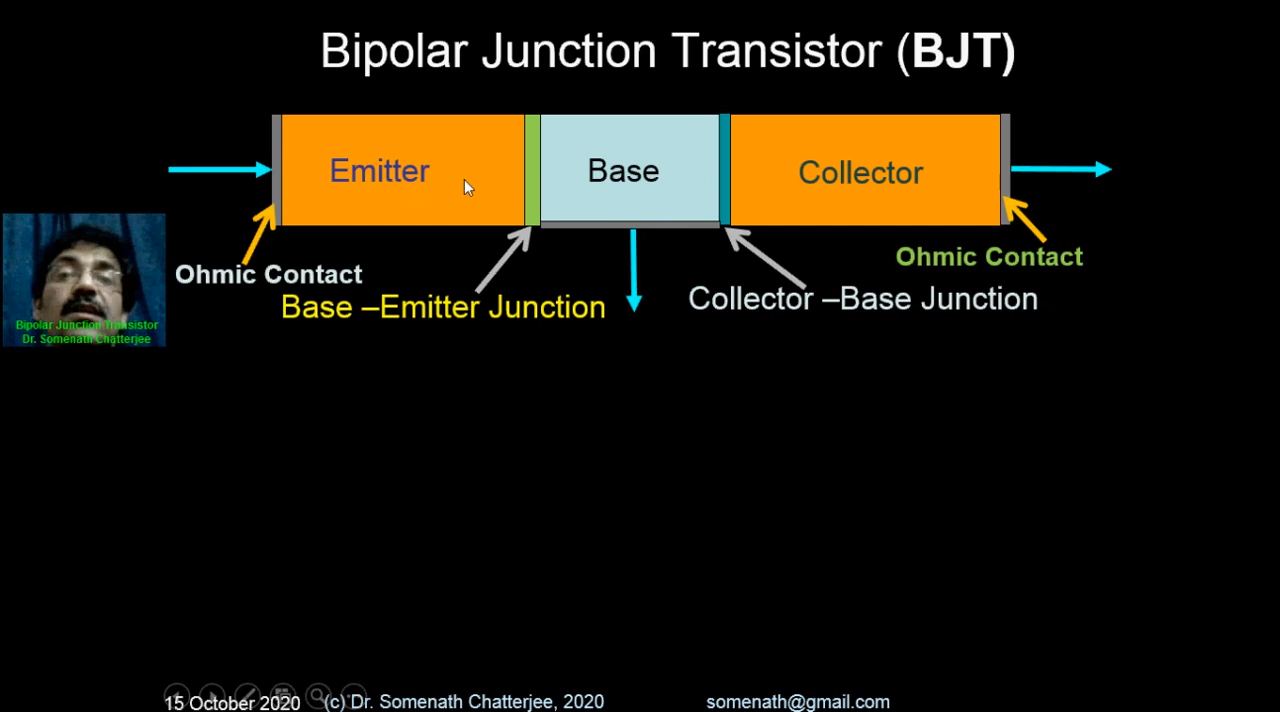 Bipolar Junction Transistor (BJT)
Emitter
Base
Collector
Ohmic Contact
Ohmic Contact
Base –Emitter Junction
Collector –Base Junction
Bipolar Junction Transistor
Dr. Somenath Chatterjee
15 October 2020
(c) Dr. Somenath Chatterjee, 2020
somenath@gmail.com